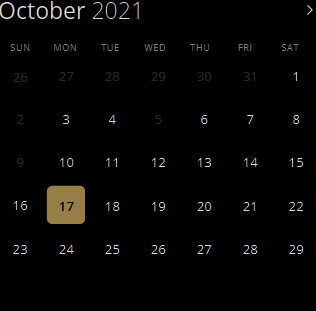 October 2021
SUN MON TUE WED THU FRI SAT
26 27 28 29 30 31 1
2 3 4 5 6 7 8
9 10 11 12 13 14 15
16 17 18 19 20 21 22
23 24 25 26 27 28 29